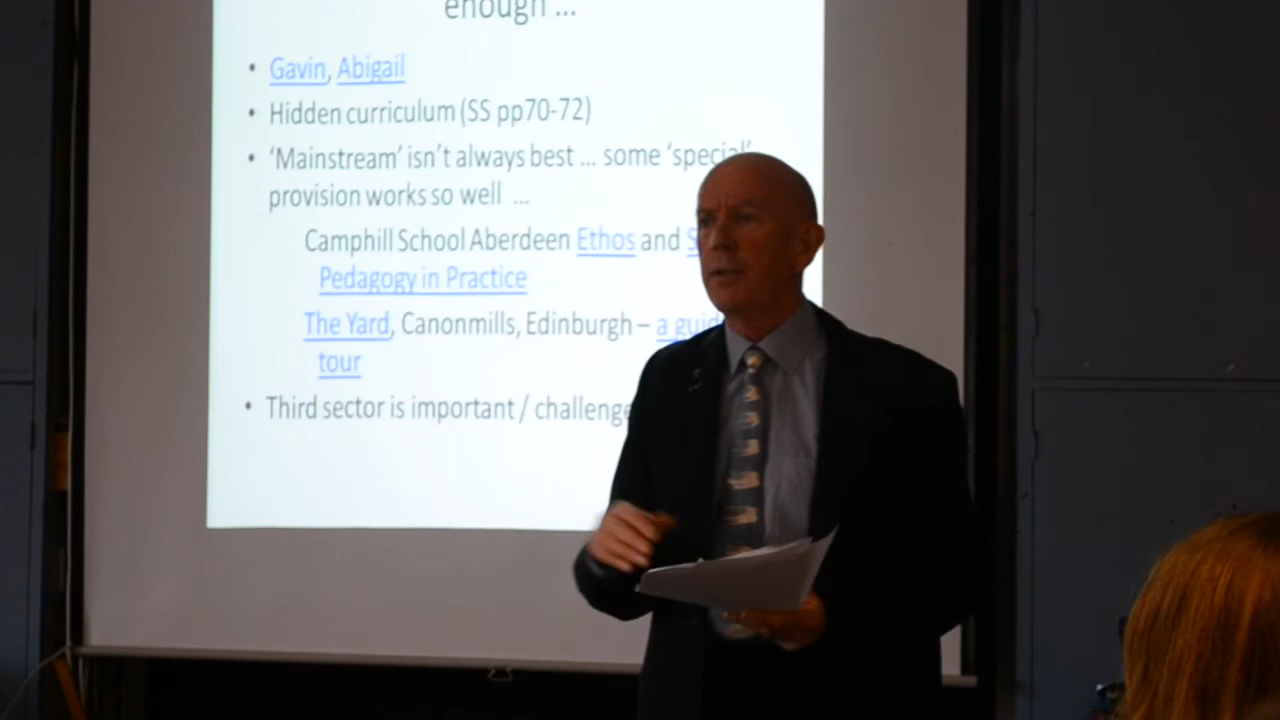 enough ...
• Gavin, Abigail
• Hidden curriculum (SS pp70-72)
• ‘Mainstream’ isn’t always best ... some ‘special’
provision works so well ...
Camphill School Aberdeen Ethos and
Pedagogy in Practice
The Yard, Canonmills, Edinburgh – a
tour
• Third sector is important /